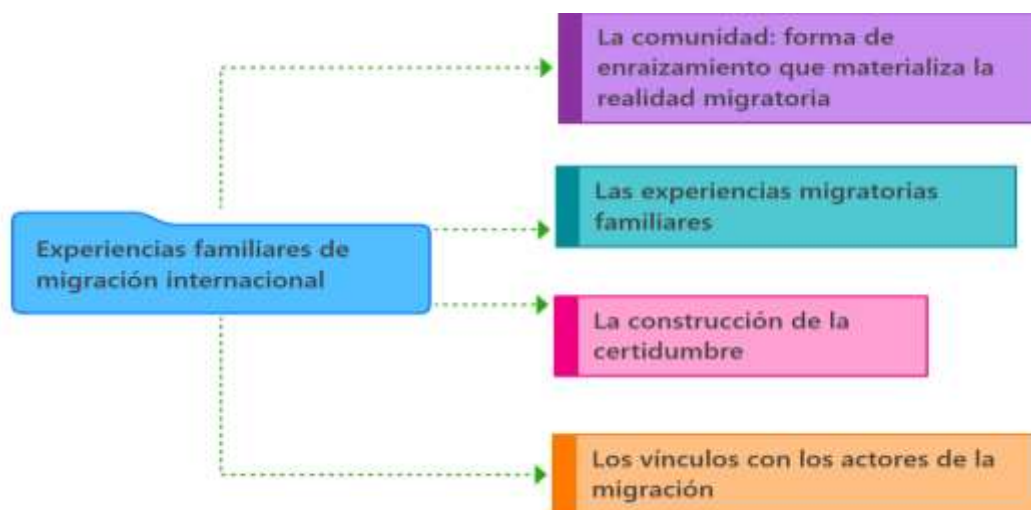 La comunidad: forma de
enraizamiento que materializa la
realidad migratoria
Las experiencias migratorias
familiares
Experiencias familiares de
migración internacional
La construcción de la
certidumbre
Los vínculos con los actores de la
migración